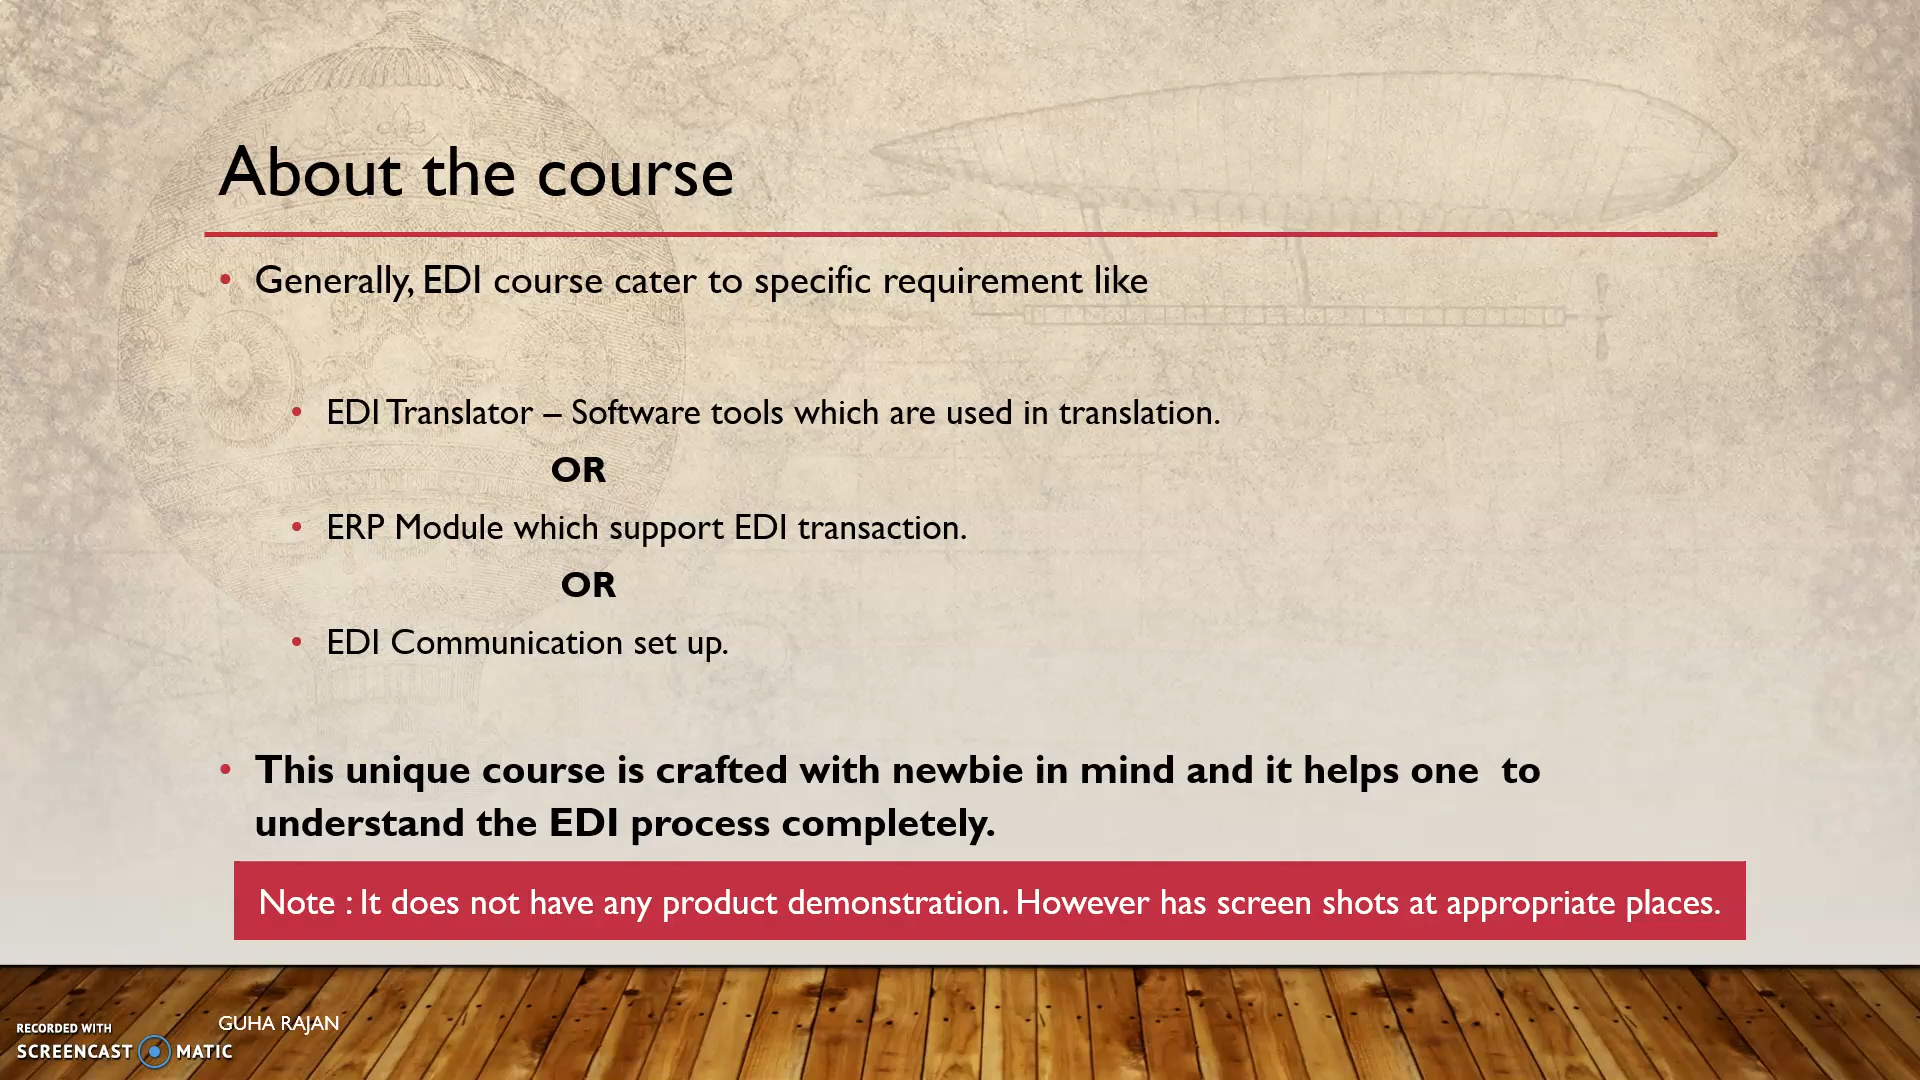 About the course
• Generally, EDI course cater to specific requirement like
• EDI Translator – Software tools which are used in translation.
OR
• ERP Module which support EDI transaction.
OR
• EDI Communication set up.
• This unique course is crafted with newbie in mind and it helps one to
understand the EDI process completely.
Note : It does not have any product demonstration. However has screen shots at appropriate places.
GUHA RAJAN
RECORDED WITH
SCREENCAST MATIC